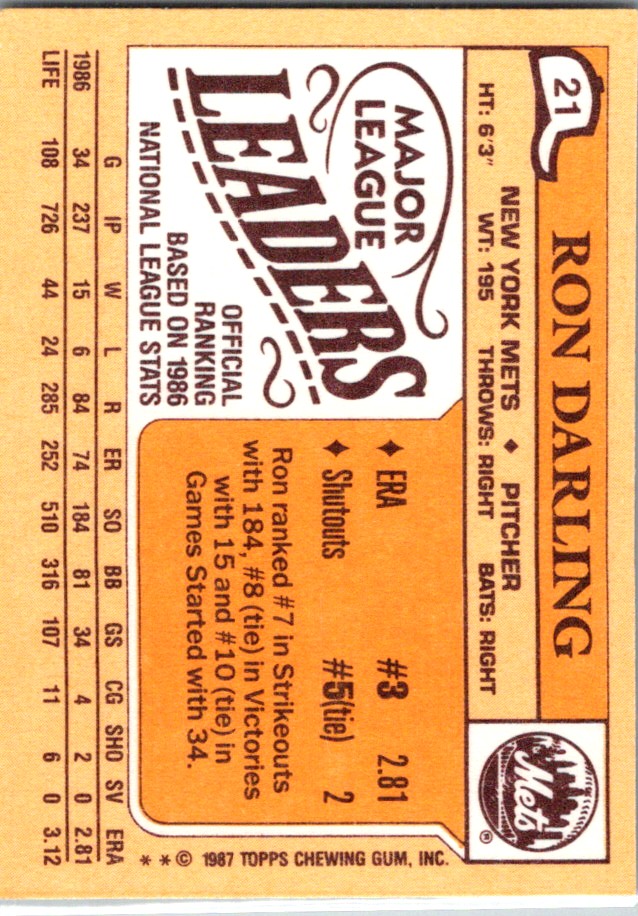 21
RON DARLING
NEW YORK METS ♦ PITCHER
HT: 6'3" WT: 195 THROWS: RIGHT BATS: RIGHT
Mets ®
MAJOR
LEAGUE
LEADERS
OFFICIAL
RANKING
BASED ON 1986
NATIONAL LEAGUE STATS
♦ ERA #3 2.81
♦ Shutouts #5(tie) 2
Ron ranked #7 in Strikeouts
with 184, #8 (tie) in Victories
with 15 and #10 (tie) in
Games Started with 34.
* * © 1987 TOPPS CHEWING GUM, INC.
G IP W L R ER SO BB GS CG SHO SV ERA
1986 34 237 15 6 84 74 184 81 34 4 2 0 2.81
LIFE 108 726 44 24 285 252 510 316 107 11 6 0 3.12